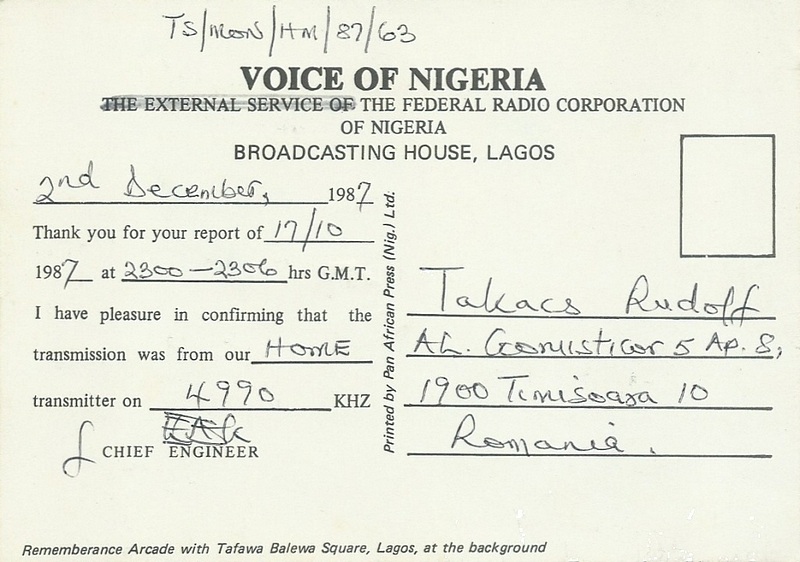 TS/MON/HM/87/63
VOICE OF NIGERIA
THE EXTERNAL SERVICE OF THE FEDERAL RADIO CORPORATION
OF NIGERIA
BROADCASTING HOUSE, LAGOS
2nd December, 1987
Thank you for your report of 17/10
1987 at 2300 — 2306 hrs G.M.T.
I have pleasure in confirming that the
transmission was from our HOME
transmitter on 4990 KHZ
CHIEF ENGINEER
Printed by Pan African Press (Nig.) Ltd.
Takacs Rudolf
AL. Gomisticor 5 Ap. 8,
1900 Timisoara 10
Romania.
Rememberance Arcade with Tafawa Balewa Square, Lagos, at the background